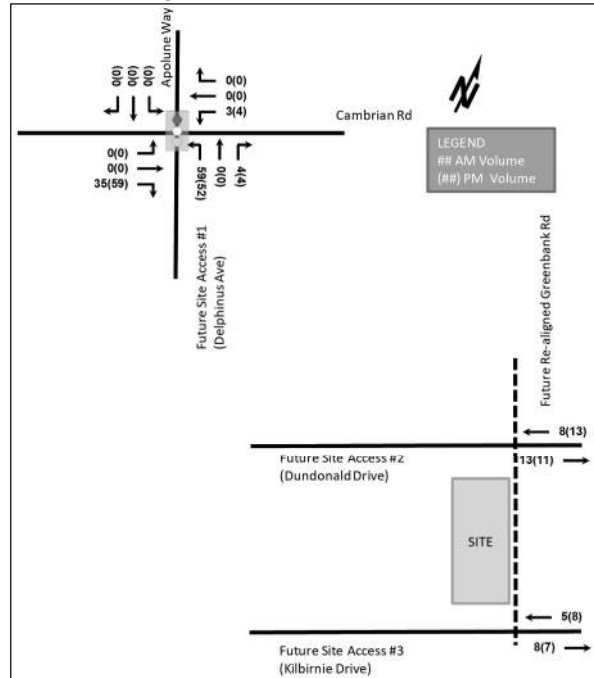 Apolune Way
0(0)
0(0)
0(0)
0(0)
0(0)
3(4)
Cambrian Rd
0(0)
0(0)
35(59)
59(52)
0(0)
4(4)
Future Site Access #1
(Delphinus Ave)
N
LEGEND
## AM Volume
(##) PM Volume
Future Re-aligned Greenbank Rd
8(13)
Future Site Access #2
(Dundonald Drive)
13(11)
SITE
5(8)
Future Site Access #3
(Kilbirnie Drive)
8(7)